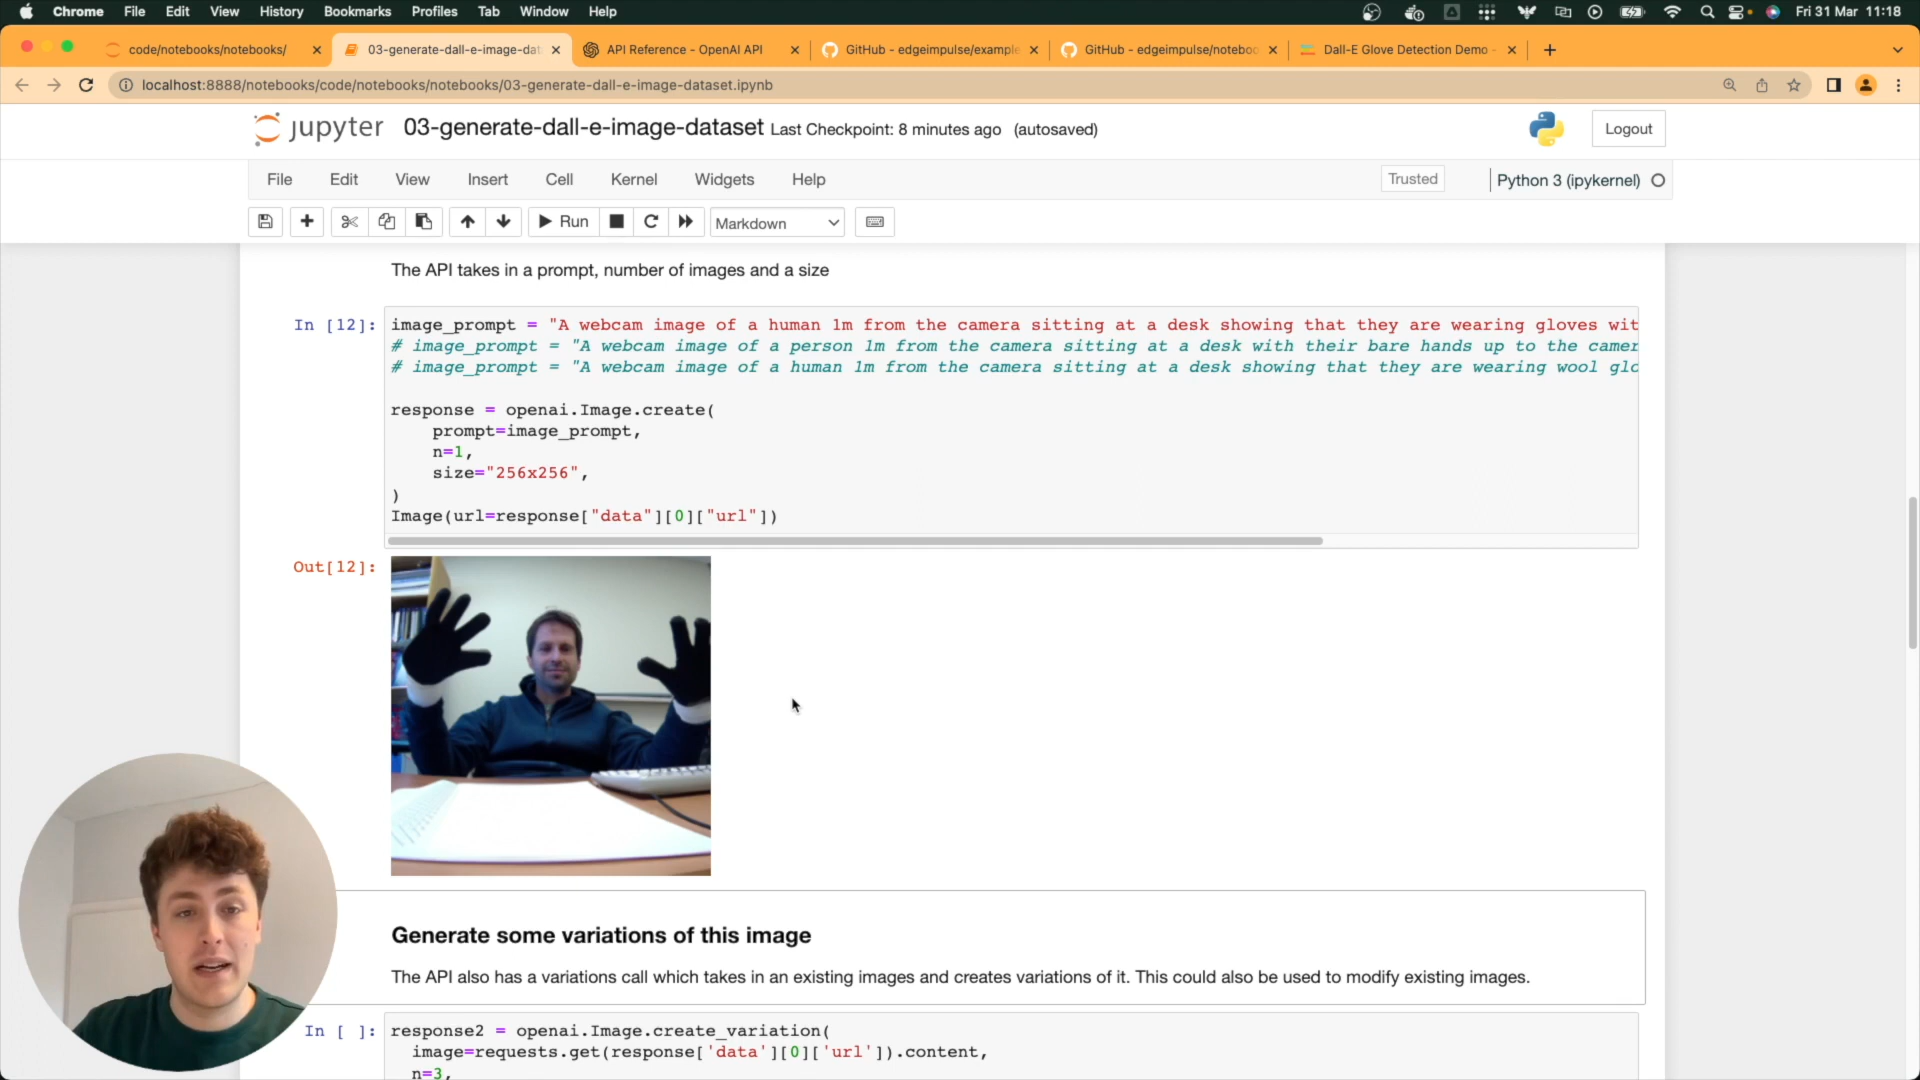 Chrome File Edit View History Bookmarks Profiles Tab Window Help Fri 31 Mar 11:18
code/notebooks/notebooks/ 03-generate-dall-e-image-dat API Reference - OpenAI API GitHub - edgeimpulse/example GitHub - edgeimpulse/noteboo Dall-E Glove Detection Demo -
localhost:8888/notebooks/code/notebooks/notebooks/03-generate-dall-e-image-dataset.ipynb
jupyter 03-generate-dall-e-image-dataset Last Checkpoint: 8 minutes ago (autosaved) Logout
File Edit View Insert Cell Kernel Widgets Help Trusted Python 3 (ipykernel)
Run Markdown
The API takes in a prompt, number of images and a size
In [12]: image_prompt = "A webcam image of a human 1m from the camera sitting at a desk showing that they are wearing gloves wit
# image_prompt = "A webcam image of a person 1m from the camera sitting at a desk with their bare hands up to the camer
# image_prompt = "A webcam image of a human 1m from the camera sitting at a desk showing that they are wearing wool glo
response = openai.Image.create(
prompt=image_prompt,
n=1,
size="256x256",
)
Image(url=response["data"][0]["url"])
Out[12]:
Generate some variations of this image
The API also has a variations call which takes in an existing images and creates variations of it. This could also be used to modify existing images.
In [ ]: response2 = openai.Image.create_variation(
image=requests.get(response['data'][0]['url']).content,
n=3,